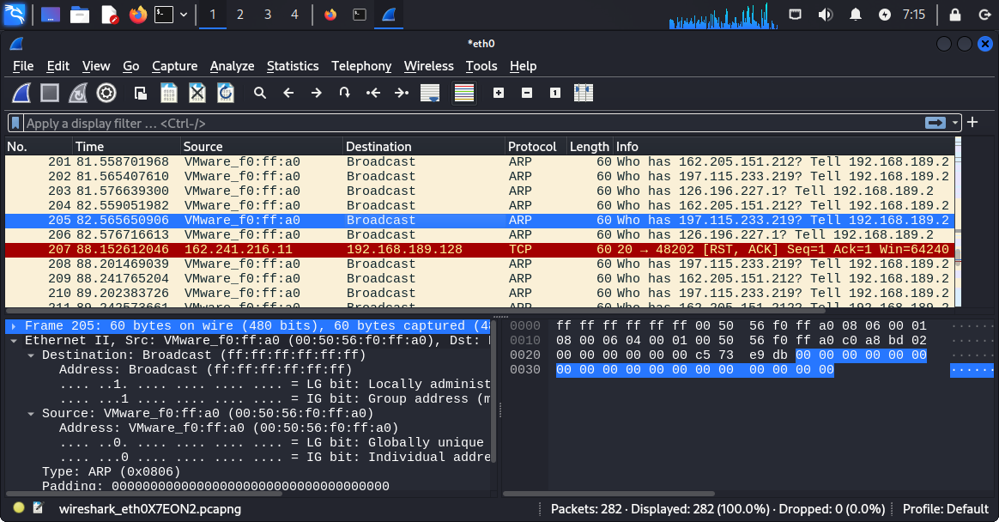 1 2 3 4 7:15
*eth0
File Edit View Go Capture Analyze Statistics Telephony Wireless Tools Help
Apply a display filter … <Ctrl-/>
No. Time Source Destination Protocol Length Info
201 81.558701968 VMware_f0:ff:a0 Broadcast ARP 60 Who has 162.205.151.212? Tell 192.168.189.2
202 81.565407610 VMware_f0:ff:a0 Broadcast ARP 60 Who has 197.115.233.219? Tell 192.168.189.2
203 81.576639300 VMware_f0:ff:a0 Broadcast ARP 60 Who has 126.196.227.1? Tell 192.168.189.2
204 82.559051982 VMware_f0:ff:a0 Broadcast ARP 60 Who has 162.205.151.212? Tell 192.168.189.2
205 82.565650906 VMware_f0:ff:a0 Broadcast ARP 60 Who has 197.115.233.219? Tell 192.168.189.2
206 82.576716613 VMware_f0:ff:a0 Broadcast ARP 60 Who has 126.196.227.1? Tell 192.168.189.2
207 88.152612046 162.241.216.11 192.168.189.128 TCP 60 20 → 48202 [RST, ACK] Seq=1 Ack=1 Win=64240
208 88.201469039 VMware_f0:ff:a0 Broadcast ARP 60 Who has 197.115.233.219? Tell 192.168.189.2
209 88.241765204 VMware_f0:ff:a0 Broadcast ARP 60 Who has 162.205.151.212? Tell 192.168.189.2
210 89.202383726 VMware_f0:ff:a0 Broadcast ARP 60 Who has 197.115.233.219? Tell 192.168.189.2
211 89.242573661 VMware_f0:ff:a0 Broadcast ARP 60 Who has 162.205.151.212? Tell 192.168.189.2
Frame 205: 60 bytes on wire (480 bits), 60 bytes captured (48
Ethernet II, Src: VMware_f0:ff:a0 (00:50:56:f0:ff:a0), Dst:
Destination: Broadcast (ff:ff:ff:ff:ff:ff)
Address: Broadcast (ff:ff:ff:ff:ff:ff)
.... ..1. .... .... .... .... = LG bit: Locally administ
.... ...1 .... .... .... .... = IG bit: Group address (m
Source: VMware_f0:ff:a0 (00:50:56:f0:ff:a0)
Address: VMware_f0:ff:a0 (00:50:56:f0:ff:a0)
.... ..0. .... .... .... .... = LG bit: Globally unique
.... ...0 .... .... .... .... = IG bit: Individual addre
Type: ARP (0x0806)
Padding: 000000000000000000000000000000000000
0000 ff ff ff ff ff ff 00 50 56 f0 ff a0 08 06 00 01 ······
0010 08 00 06 04 00 01 00 50 56 f0 ff a0 c0 a8 bd 02 ······
0020 00 00 00 00 00 00 c5 73 e9 db 00 00 00 00 00 00 ······
0030 00 00 00 00 00 00 00 00 00 00 00 00 ······
wireshark_eth0X7EON2.pcapng Packets: 282 · Displayed: 282 (100.0%) · Dropped: 0 (0.0%) Profile: Default